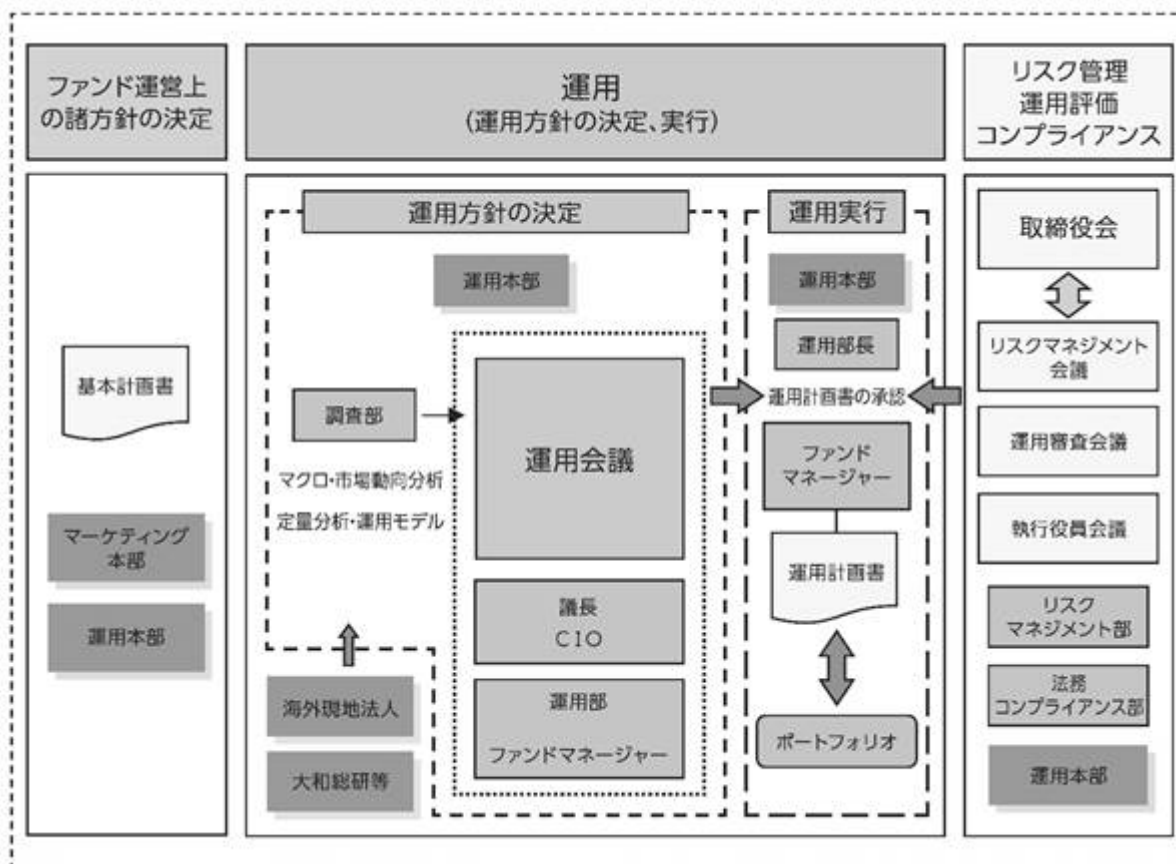 ファンド運営上
の諸方針の決定
運用
(運用方針の決定、実行)
リスク管理
運用評価
コンプライアンス
基本計画書
マーケティング
本部
運用本部
運用方針の決定
運用本部
調査部
マクロ・市場動向分析
定量分析・運用モデル
運用会議
議長
CIO
運用部
ファンドマネージャー
海外現地法人
大和総研等
運用実行
運用本部
運用部長
運用計画書の承認
ファンド
マネージャー
運用計画書
ポートフォリオ
取締役会
リスクマネジメント
会議
運用審査会議
執行役員会議
リスク
マネジメント部
法務
コンプライアンス部
運用本部